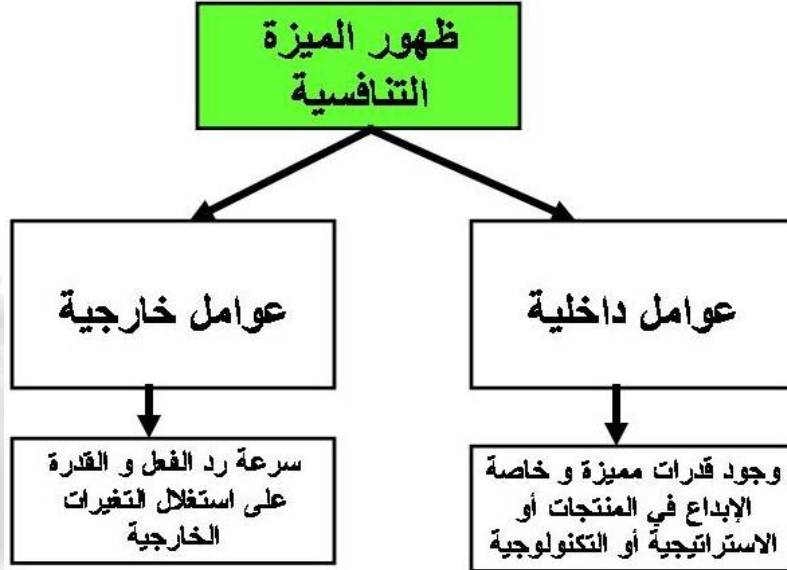 ظهور الميزة
التنافسية
عوامل داخلية
عوامل خارجية
وجود قدرات مميزة و خاصة
الإبداع في المنتجات أو
الاستراتيجية أو التكنولوجية
سرعة رد الفعل و القدرة
على استغلال التغيرات
الخارجية